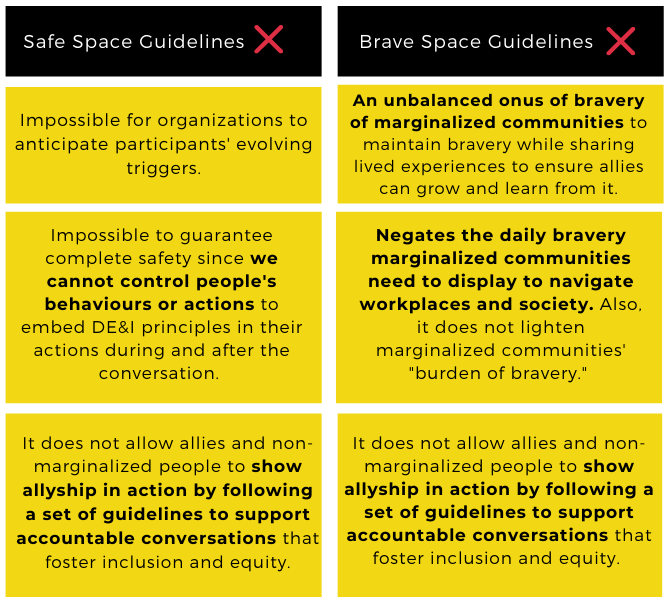 Safe Space Guidelines
Impossible for organizations to
anticipate participants' evolving
triggers.
Impossible to guarantee
complete safety since we
cannot control people's
behaviours or actions to
embed DE&I principles in their
actions during and after the
conversation.
It does not allow allies and non-
marginalized people to show
allyship in action by following
a set of guidelines to support
accountable conversations that
foster inclusion and equity.
Brave Space Guidelines
An unbalanced onus of bravery
of marginalized communities to
maintain bravery while sharing
lived experiences to ensure allies
can grow and learn from it.
Negates the daily bravery
marginalized communities
need to display to navigate
workplaces and society. Also,
it does not lighten
marginalized communities'
"burden of bravery."
It does not allow allies and non-
marginalized people to show
allyship in action by following a
set of guidelines to support
accountable conversations that
foster inclusion and equity.